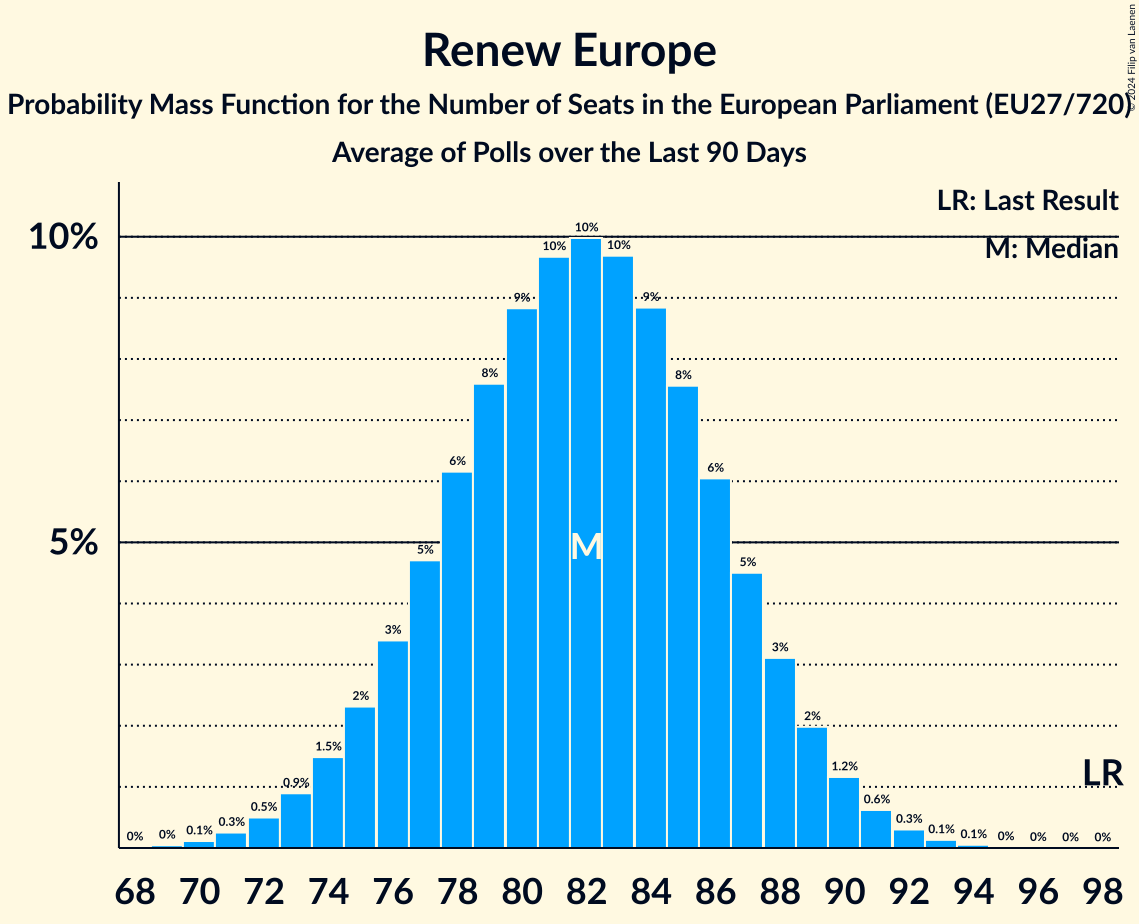 Renew Europe
Probability Mass Function for the Number of Seats in the European Parliament (EU27/720)
Average of Polls over the Last 90 Days
© 2024 Filip van Laenen
LR: Last Result
M: Median
10%
5%
0% 0% 0.1% 0.3% 0.5% 0.9% 1.5% 2% 3% 5% 6% 8% 9% 10% 10% 10% 9% 8% 6% 5% 3% 2% 1.2% 0.6% 0.3% 0.1% 0.1% 0% 0% 0% 0%
M
LR
68 70 72 74 76 78 80 82 84 86 88 90 92 94 96 98